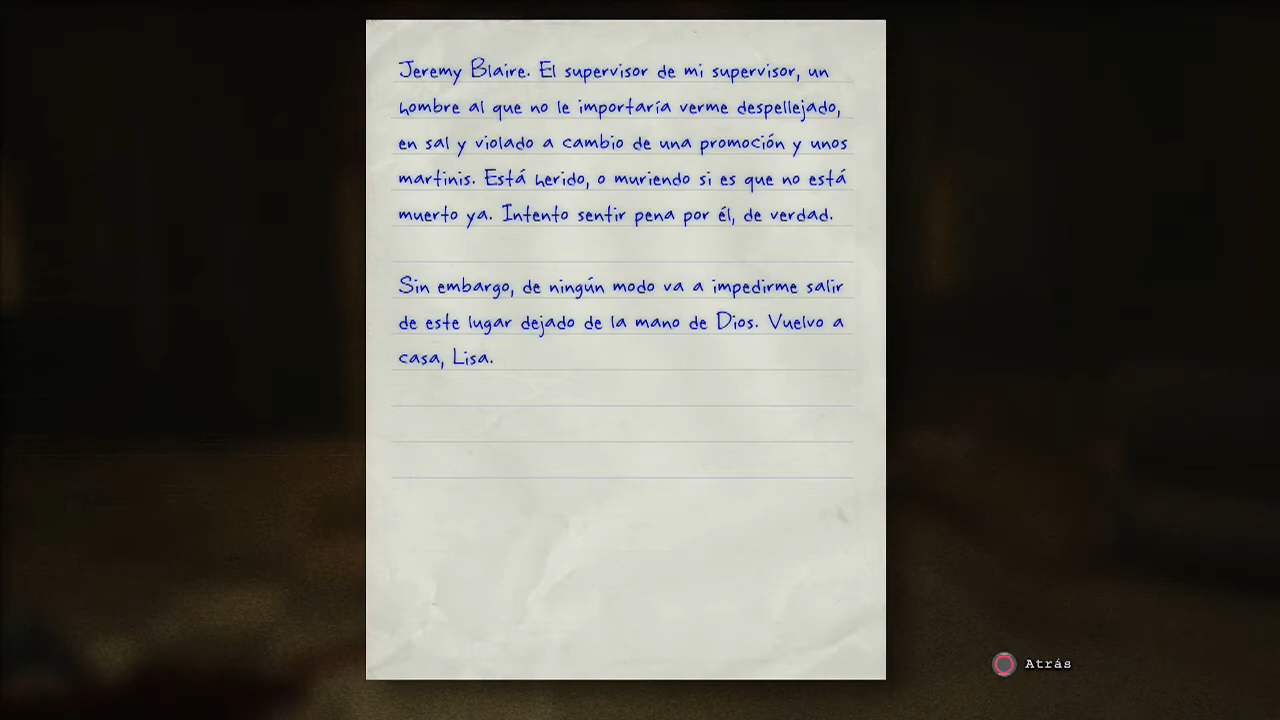 Jeremy Blaire. El supervisor de mi supervisor, un
hombre al que no le importaría verme despellejado,
en sal y violado a cambio de una promoción y unos
martinis. Está herido, o muriendo si es que no está
muerto ya. Intento sentir pena por él, de verdad.
Sin embargo, de ningún modo va a impedirme salir
de este lugar dejado de la mano de Dios. Vuelvo a
casa, Lisa.
Atrás